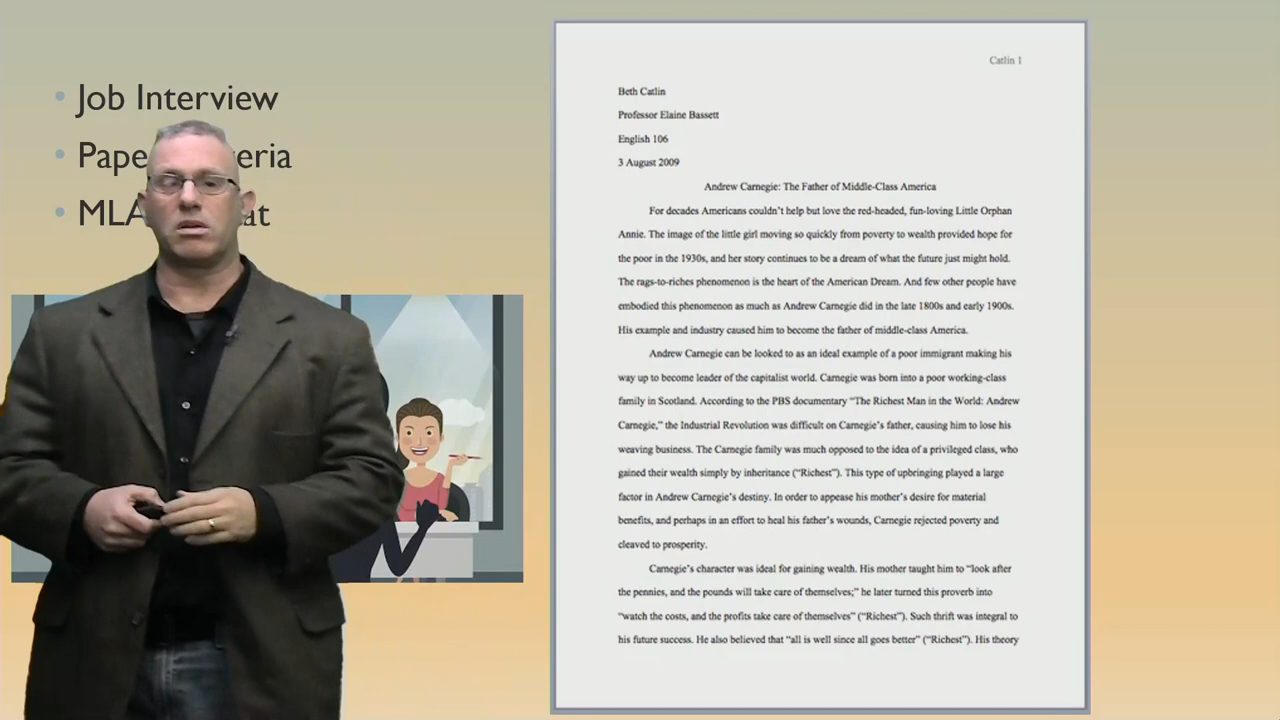 Job Interview
Pape eria
MLA at
Catlin 1
Beth Catlin
Professor Elaine Bassett
English 106
3 August 2009
Andrew Carnegie: The Father of Middle-Class America
For decades Americans couldn't help but love the red-headed, fun-loving Little Orphan
Annie. The image of the little girl moving so quickly from poverty to wealth provided hope for
the poor in the 1930s, and her story continues to be a dream of what the future just might hold.
The rags-to-riches phenomenon is the heart of the American Dream. And few other people have
embodied this phenomenon as much as Andrew Carnegie did in the late 1800s and early 1900s.
His example and industry caused him to become the father of middle-class America.
Andrew Carnegie can be looked to as an ideal example of a poor immigrant making his
way up to become leader of the capitalist world. Carnegie was born into a poor working-class
family in Scotland. According to the PBS documentary “The Richest Man in the World: Andrew
Carnegie,” the Industrial Revolution was difficult on Carnegie's father, causing him to lose his
weaving business. The Carnegie family was much opposed to the idea of a privileged class, who
gained their wealth simply by inheritance (“Richest”). This type of upbringing played a large
factor in Andrew Carnegie's destiny. In order to appease his mother's desire for material
benefits, and perhaps in an effort to heal his father's wounds, Carnegie rejected poverty and
cleaved to prosperity.
Carnegie's character was ideal for gaining wealth. His mother taught him to “look after
the pennies, and the pounds will take care of themselves;” he later turned this proverb into
“watch the costs, and the profits take care of themselves” (“Richest”). Such thrift was integral to
his future success. He also believed that “all is well since all goes better” (“Richest”). His theory